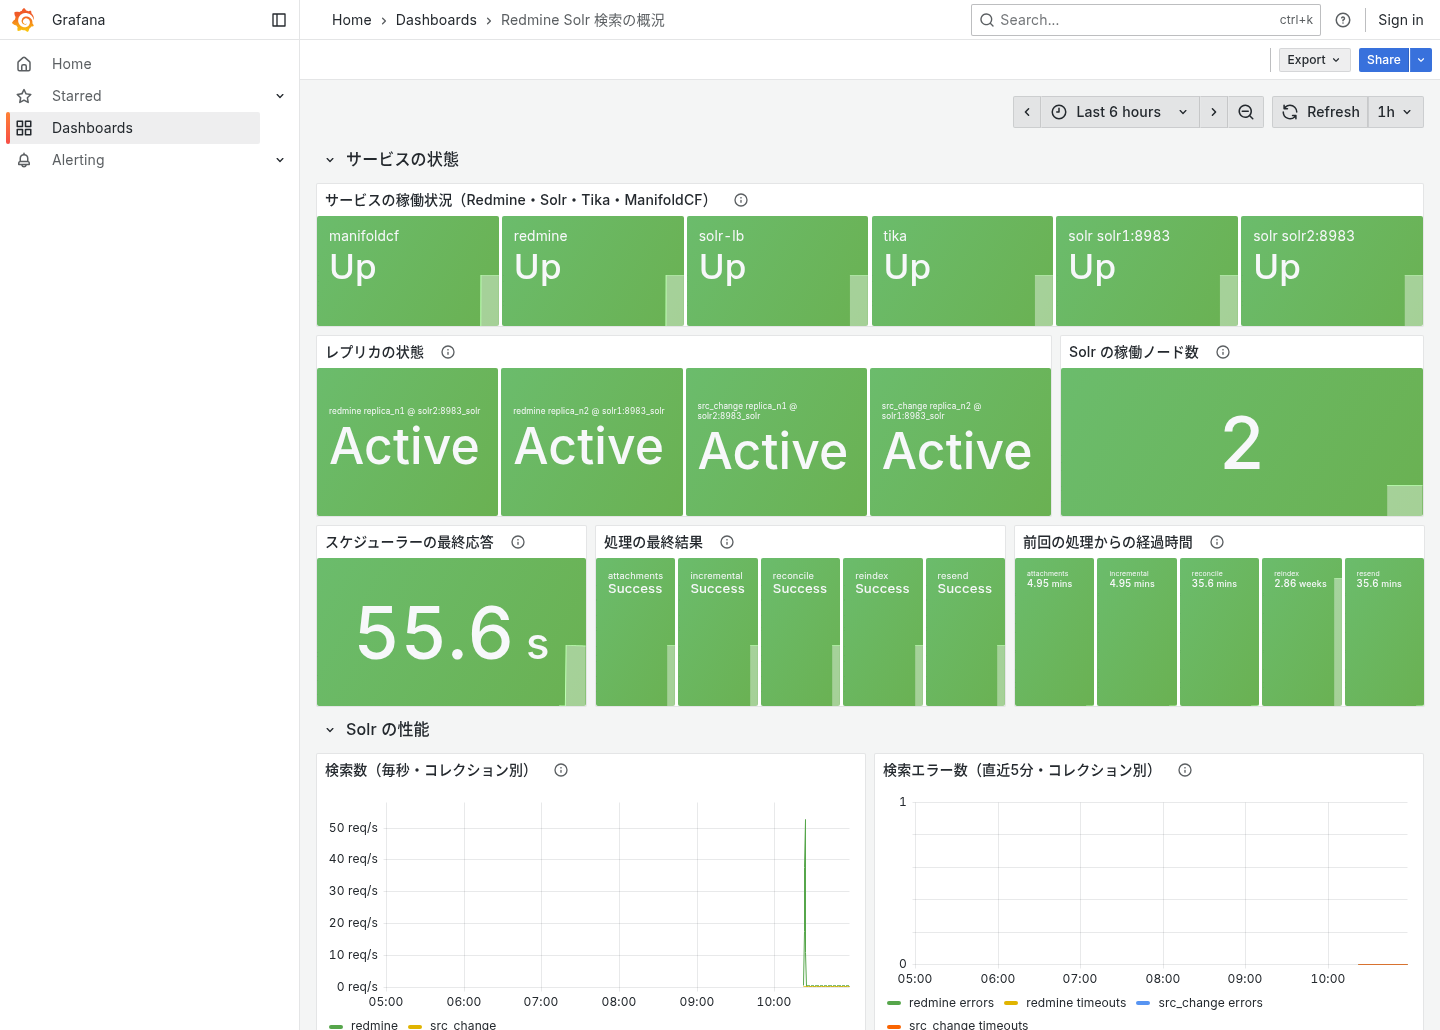 Grafana
Home › Dashboards › Redmine Solr 検索の概況
Search...
ctrl+k
Sign in
Home
Starred
Dashboards
Alerting
Export
Share
Last 6 hours
Refresh
1h
サービスの状態
サービスの稼働状況（Redmine・Solr・Tika・ManifoldCF）
manifoldcf
Up
redmine
Up
solr-lb
Up
tika
Up
solr solr1:8983
Up
solr solr2:8983
Up
レプリカの状態
redmine replica_n1 @ solr2:8983_solr
Active
redmine replica_n2 @ solr1:8983_solr
Active
src_change replica_n1 @
solr2:8983_solr
Active
src_change replica_n2 @
solr1:8983_solr
Active
Solr の稼働ノード数
2
スケジューラーの最終応答
55.6 s
処理の最終結果
attachments
Success
incremental
Success
reconcile
Success
reindex
Success
resend
Success
前回の処理からの経過時間
attachments
4.95 mins
incremental
4.95 mins
reconcile
35.6 mins
reindex
2.86 weeks
resend
35.6 mins
Solr の性能
検索数（毎秒・コレクション別）
50 req/s
40 req/s
30 req/s
20 req/s
10 req/s
0 req/s
05:00 06:00 07:00 08:00 09:00 10:00
redmine src_change
検索エラー数（直近5分・コレクション別）
1
0
05:00 06:00 07:00 08:00 09:00 10:00
redmine errors redmine timeouts src_change errors
src_change timeouts